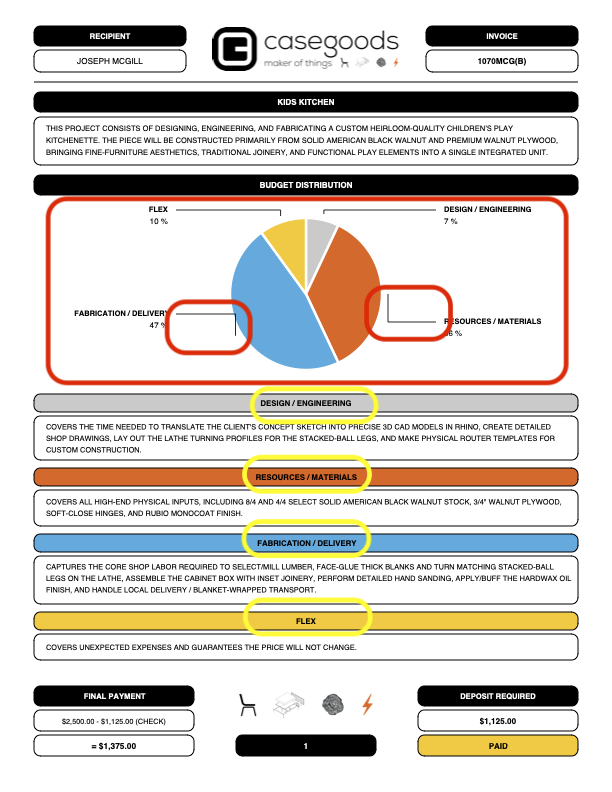 RECIPIENT
JOSEPH MCGILL
casegoods
maker of things
INVOICE
1070MCG(B)
KIDS KITCHEN
THIS PROJECT CONSISTS OF DESIGNING, ENGINEERING, AND FABRICATING A CUSTOM HEIRLOOM-QUALITY CHILDREN'S PLAY
KITCHENETTE. THE PIECE WILL BE CONSTRUCTED PRIMARILY FROM SOLID AMERICAN BLACK WALNUT AND PREMIUM WALNUT PLYWOOD,
BRINGING FINE-FURNITURE AESTHETICS, TRADITIONAL JOINERY, AND FUNCTIONAL PLAY ELEMENTS INTO A SINGLE INTEGRATED UNIT.
BUDGET DISTRIBUTION
FLEX
10 %
DESIGN / ENGINEERING
7 %
FABRICATION / DELIVERY
47 %
RESOURCES / MATERIALS
6 %
DESIGN / ENGINEERING
COVERS THE TIME NEEDED TO TRANSLATE THE CLIENT'S CONCEPT SKETCH INTO PRECISE 3D CAD MODELS IN RHINO, CREATE DETAILED
SHOP DRAWINGS, LAY OUT THE LATHE TURNING PROFILES FOR THE STACKED-BALL LEGS, AND MAKE PHYSICAL ROUTER TEMPLATES FOR
CUSTOM CONSTRUCTION.
RESOURCES / MATERIALS
COVERS ALL HIGH-END PHYSICAL INPUTS, INCLUDING 8/4 AND 4/4 SELECT SOLID AMERICAN BLACK WALNUT STOCK, 3/4" WALNUT PLYWOOD,
SOFT-CLOSE HINGES, AND RUBIO MONOCOAT FINISH.
FABRICATION / DELIVERY
CAPTURES THE CORE SHOP LABOR REQUIRED TO SELECT/MILL LUMBER, FACE-GLUE THICK BLANKS AND TURN MATCHING STACKED-BALL
LEGS ON THE LATHE, ASSEMBLE THE CABINET BOX WITH INSET JOINERY, PERFORM DETAILED HAND SANDING, APPLY/BUFF THE HARDWAX OIL
FINISH, AND HANDLE LOCAL DELIVERY / BLANKET-WRAPPED TRANSPORT.
FLEX
COVERS UNEXPECTED EXPENSES AND GUARANTEES THE PRICE WILL NOT CHANGE.
FINAL PAYMENT
$2,500.00 - $1,125.00 (CHECK)
= $1,375.00
1
DEPOSIT REQUIRED
$1,125.00
PAID